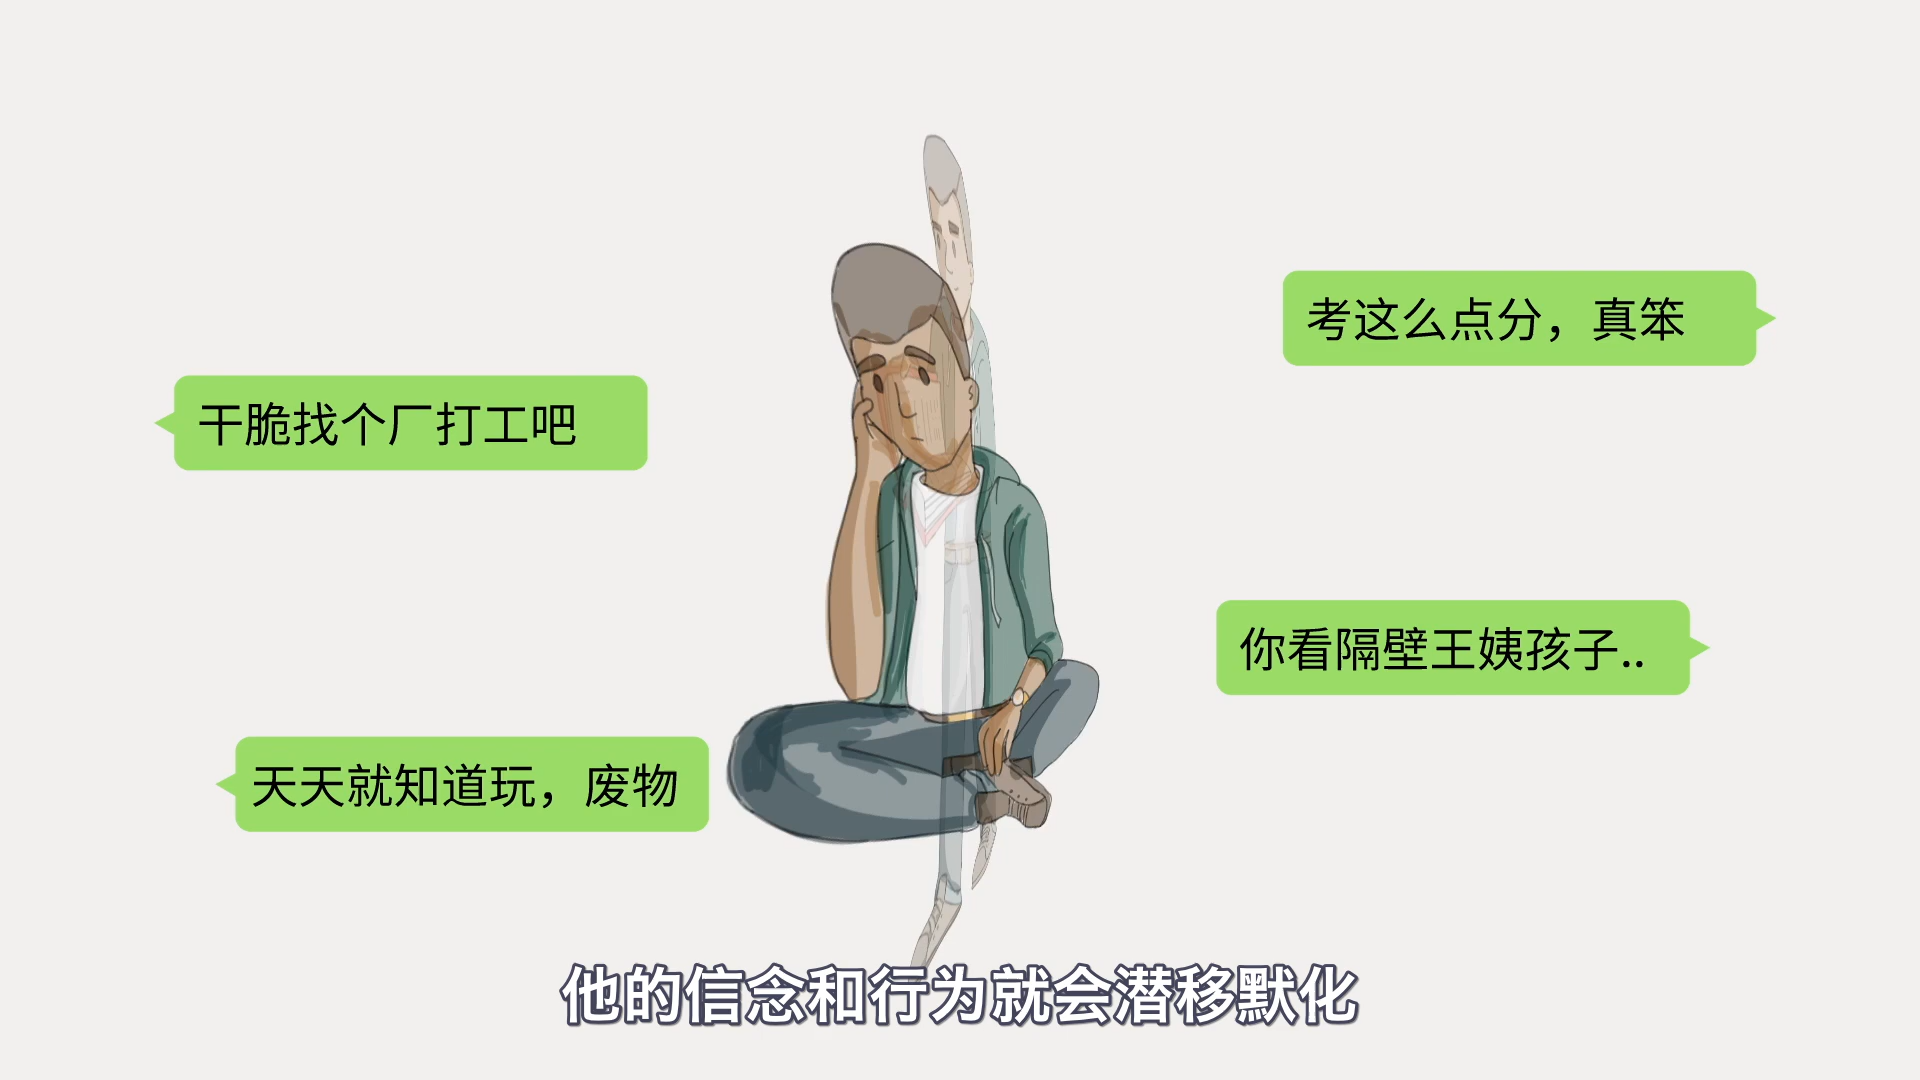 考这么点分，真笨
干脆找个厂打工吧
你看隔壁王姨孩子..
天天就知道玩，废物
他的信念和行为就会潜移默化